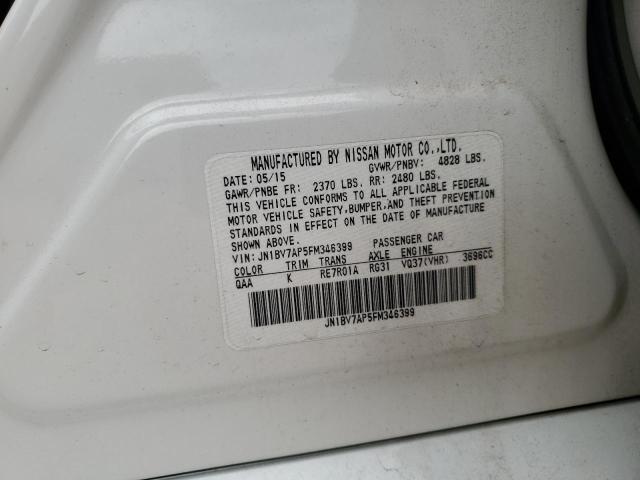 MANUFACTURED BY NISSAN MOTOR CO.,LTD.
DATE: 05/15 GVWR/PNBV: 4828 LBS.
GAWR/PNBE FR: 2370 LBS. RR: 2480 LBS.
THIS VEHICLE CONFORMS TO ALL APPLICABLE FEDERAL
MOTOR VEHICLE SAFETY,BUMPER,AND THEFT PREVENTION
STANDARDS IN EFFECT ON THE DATE OF MANUFACTURE
SHOWN ABOVE.
VIN: JN1BV7AP5FM346399 PASSENGER CAR
COLOR TRIM TRANS AXLE ENGINE
QAA K RE7R01A RG31 VQ37(VHR) 3696CC
JN1BV7AP5FM346399